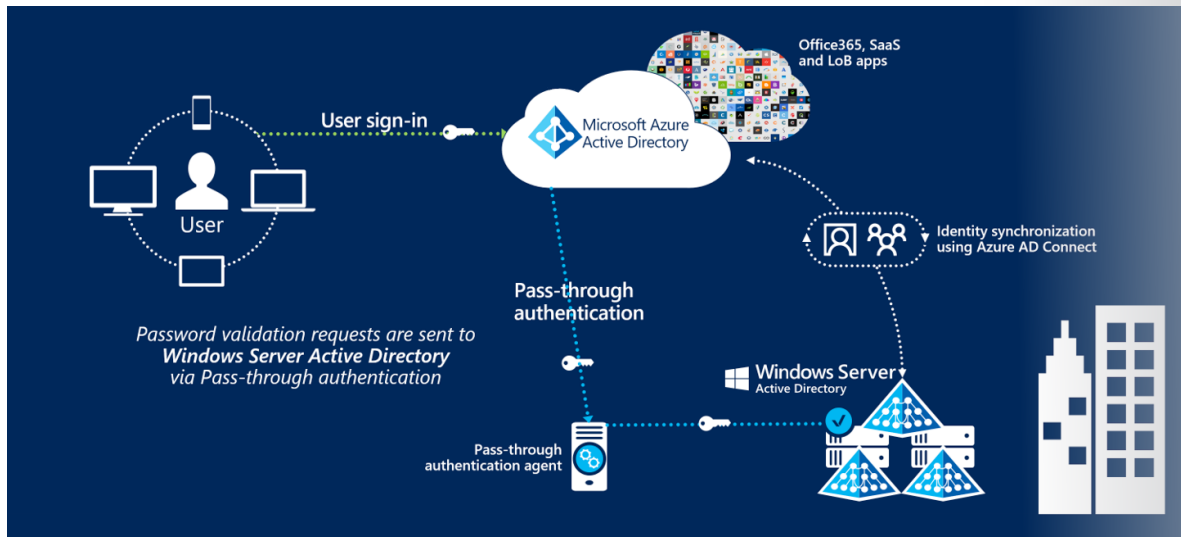 Office365, SaaS
and LoB apps
User sign-in
Microsoft Azure
Active Directory
User
Identity synchronization
using Azure AD Connect
Pass-through
authentication
Password validation requests are sent to
Windows Server Active Directory
via Pass-through authentication
Windows Server
Active Directory
Pass-through
authentication agent